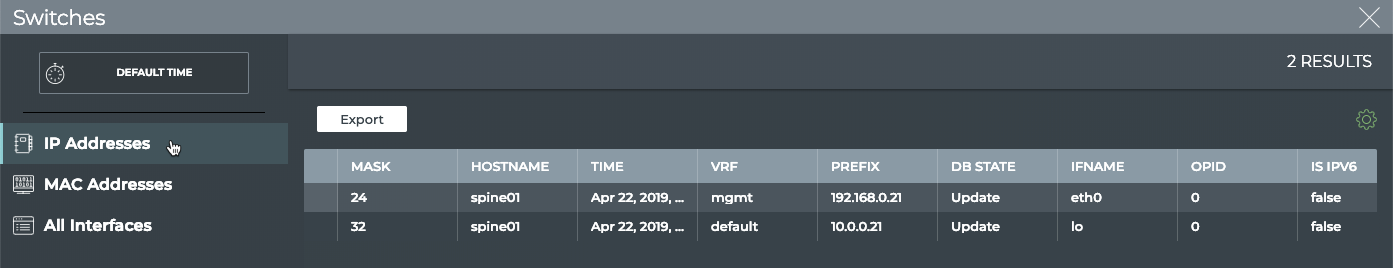 Switches
DEFAULT TIME
2 RESULTS
IP Addresses
MAC Addresses
All Interfaces
Export
MASK HOSTNAME TIME VRF PREFIX DB STATE IFNAME OPID IS IPV6
24 spine01 Apr 22, 2019, ... mgmt 192.168.0.21 Update eth0 0 false
32 spine01 Apr 22, 2019, ... default 10.0.0.21 Update lo 0 false